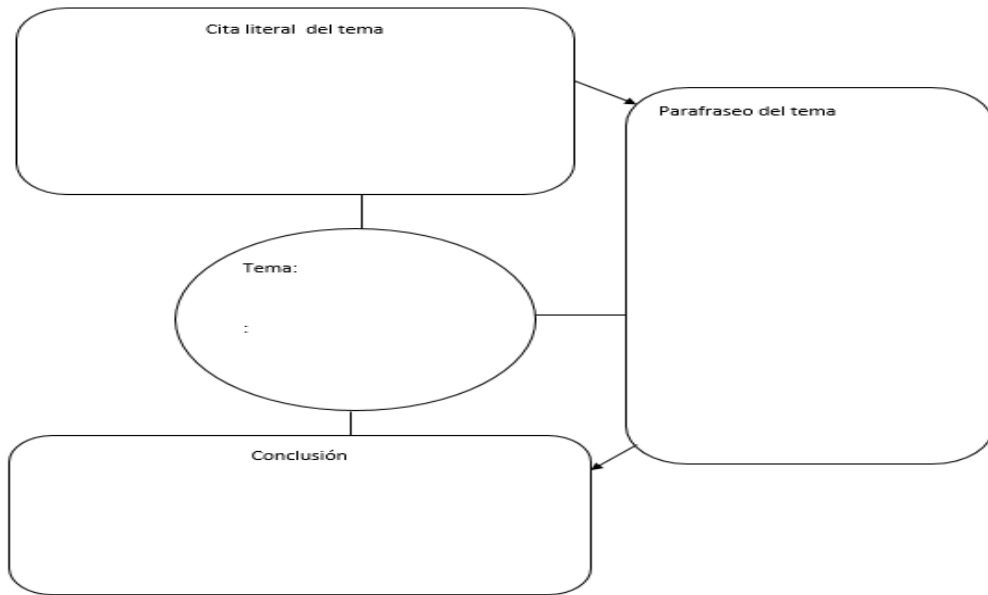 Cita literal del tema
Parafraseo del tema
Tema:
:
Conclusión